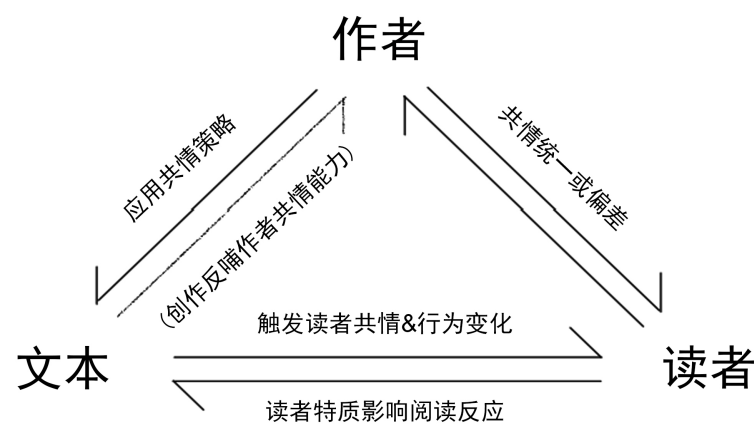 作者
应用共情策略
（创作反哺作者共情能力）
共情统一或偏差
触发读者共情&行为变化
文本
读者
读者特质影响阅读反应